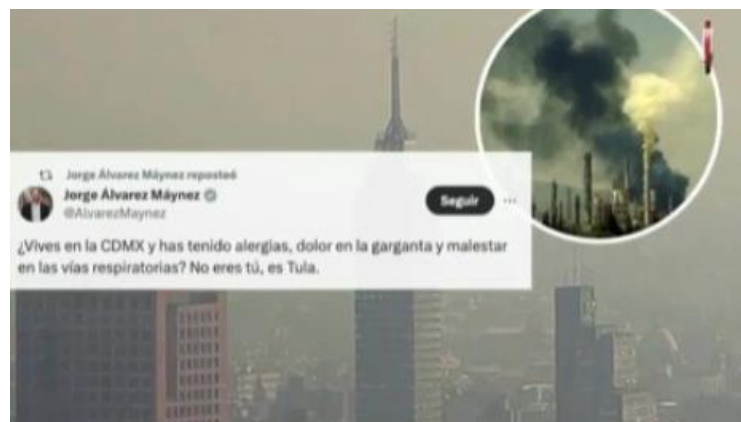 Jorge Álvarez Máynez reposteó
Jorge Álvarez Máynez
@AlvarezMaynez
Seguir
¿Vives en la CDMX y has tenido alergias, dolor en la garganta y malestar
en las vías respiratorias? No eres tú, es Tula.